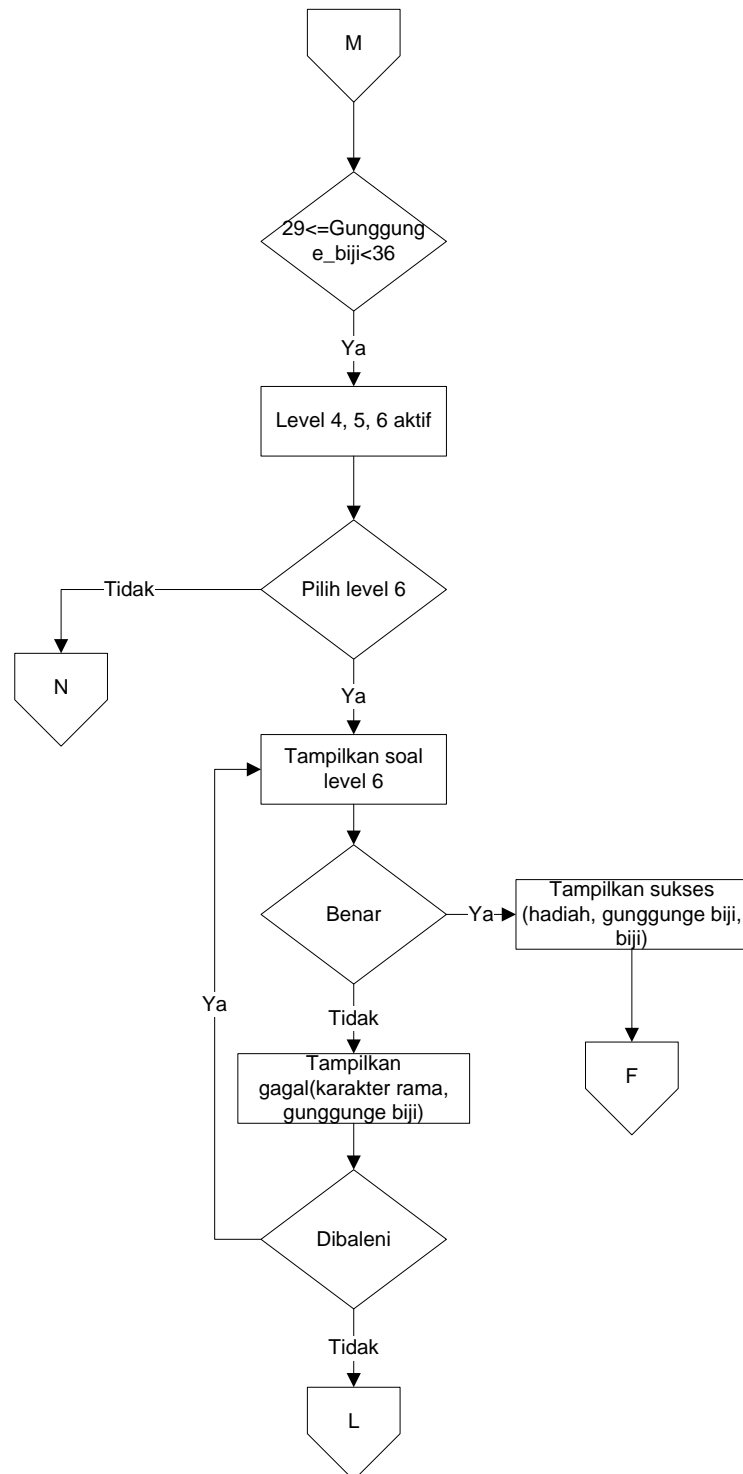 M
29<=Gunggung
e_biji<36
Ya
Level 4, 5, 6 aktif
Pilih level 6
Tidak
N
Ya
Tampilkan soal
level 6
Benar
Ya
Tampilkan sukses
(hadiah, gunggunge biji,
biji)
F
Tidak
Tampilkan
gagal(karakter rama,
gunggunge biji)
Ya
Dibaleni
Tidak
L